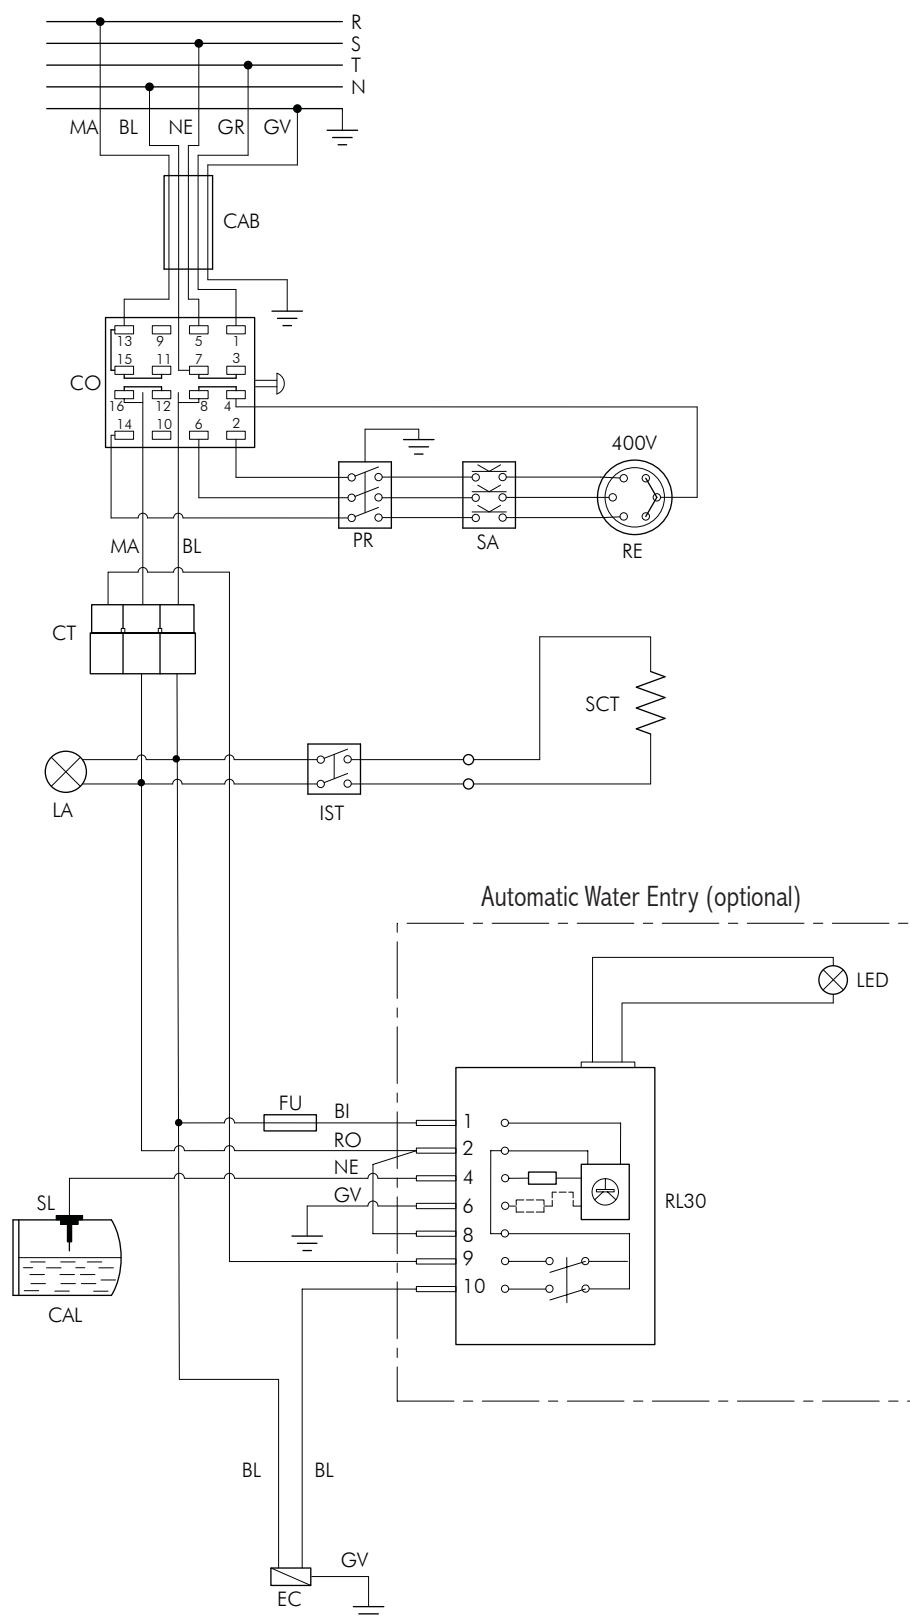 R
S
T
N
MA BL NE GR GV
CAB
13 9 5 1
15 11 7 3
CO
16 12 8 4
14 10 6 2
400V
PR
SA
RE
MA BL
CT
SCT
LA
IST
Automatic Water Entry (optional)
LED
FU
BI
1
RO
2
NE
4
SL
GV
6
RL30
8
9
10
CAL
BL BL
GV
EC